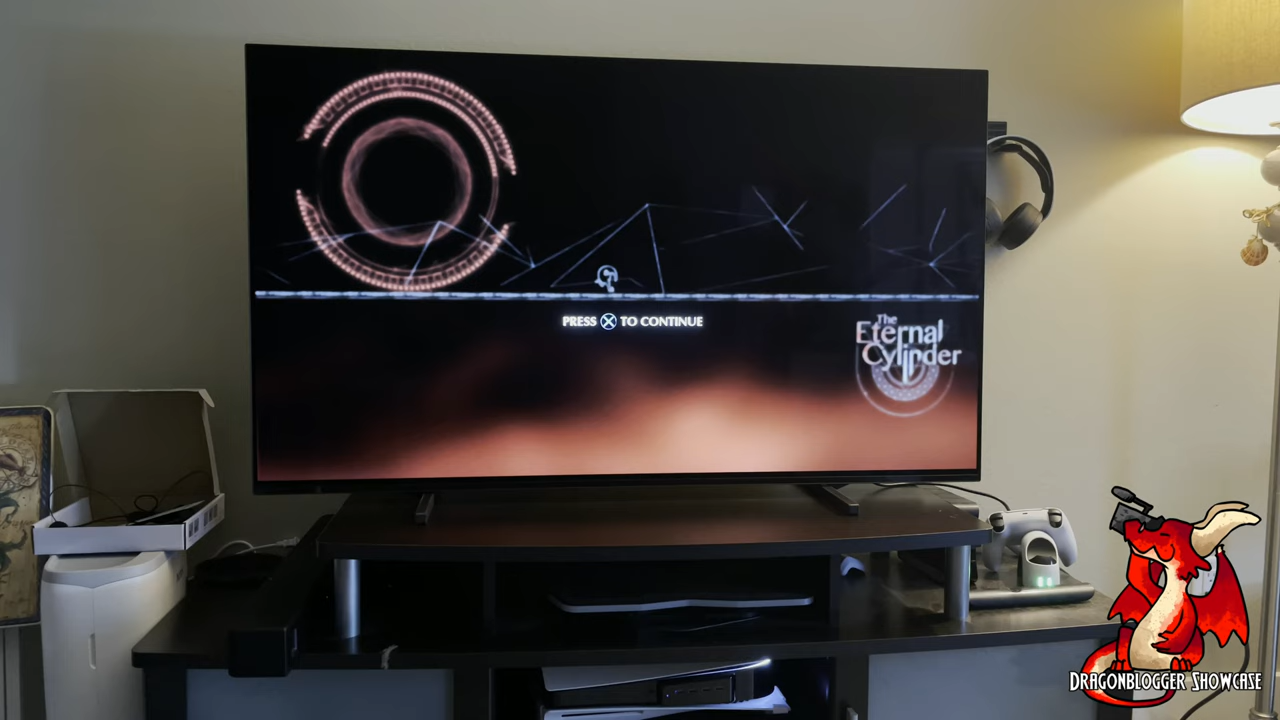 PRESS Ⓧ TO CONTINUE
The
Eternal
Cylinder
DRAGONBLOGGER SHOWCASE